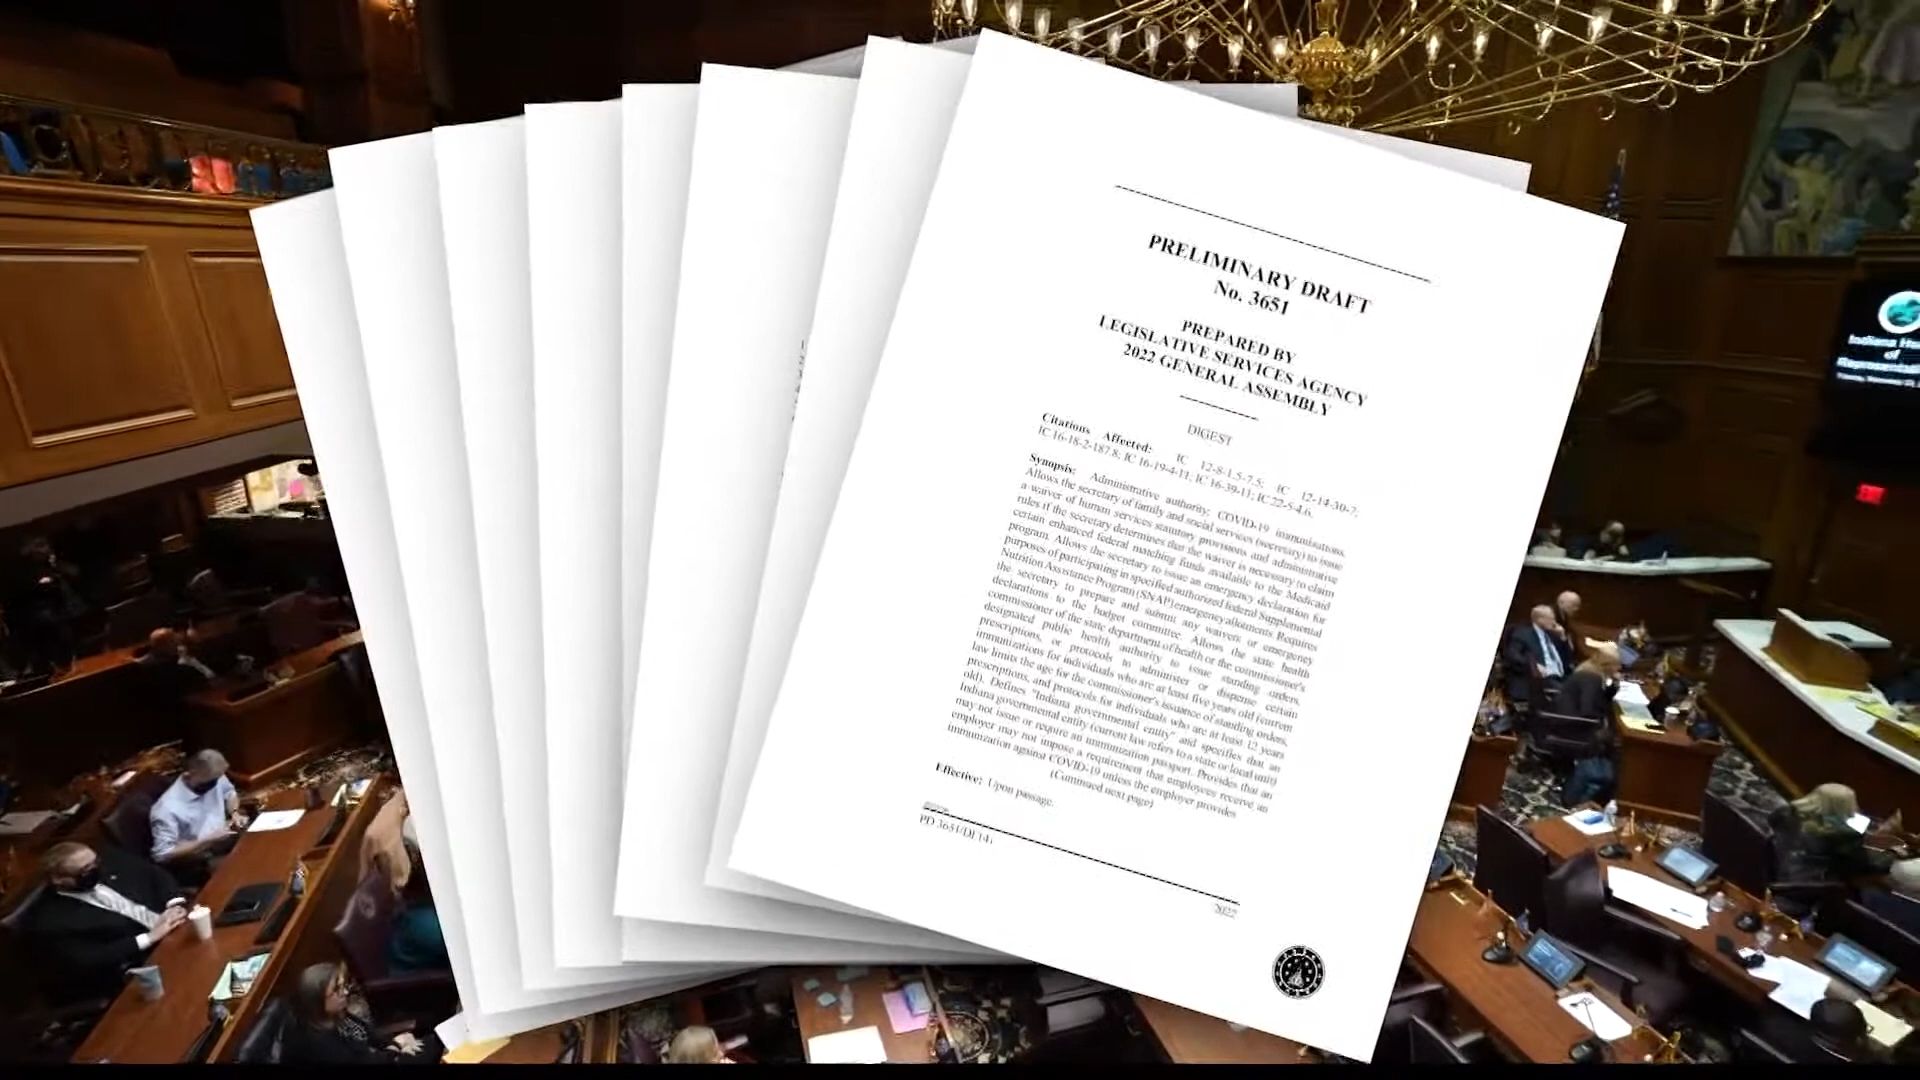 PRELIMINARY DRAFT
No. 3651
PREPARED BY
LEGISLATIVE SERVICES AGENCY
2022 GENERAL ASSEMBLY
DIGEST
Citations Affected: IC 12-8-1.5-7.5; IC 12-14-30-7;
IC 16-18-2-187.8; IC 16-19-4-11; IC 16-39-11; IC 22-5-4.6.
Synopsis: Administrative authority; COVID-19 immunizations.
Allows the secretary of family and social services (secretary) to issue
a waiver of human services statutory provisions and administrative
rules if the secretary determines that the waiver is necessary to claim
certain enhanced federal matching funds available to the Medicaid
program. Allows the secretary to issue an emergency declaration for
purposes of participating in specified authorized federal Supplemental
Nutrition Assistance Program (SNAP) emergency allotments. Requires
the secretary to prepare and submit any waivers or emergency
declarations to the budget committee. Allows the state health
commissioner of the state department of health or the commissioner's
designated public health authority to issue standing orders,
prescriptions, or protocols to administer or dispense certain
immunizations for individuals who are at least five years old (current
law limits the age for the commissioner's issuance of standing orders,
prescriptions, and protocols for individuals who are at least 12 years
old). Defines "Indiana governmental entity" and specifies that an
Indiana governmental entity (current law refers to a state or local unit)
may not issue or require an immunization passport. Provides that an
employer may not impose a requirement that employees receive an
immunization against COVID-19 unless the employer provides
(Continued next page)
Effective: Upon passage.
PD 3651/DI 141
2022
Indiana
of